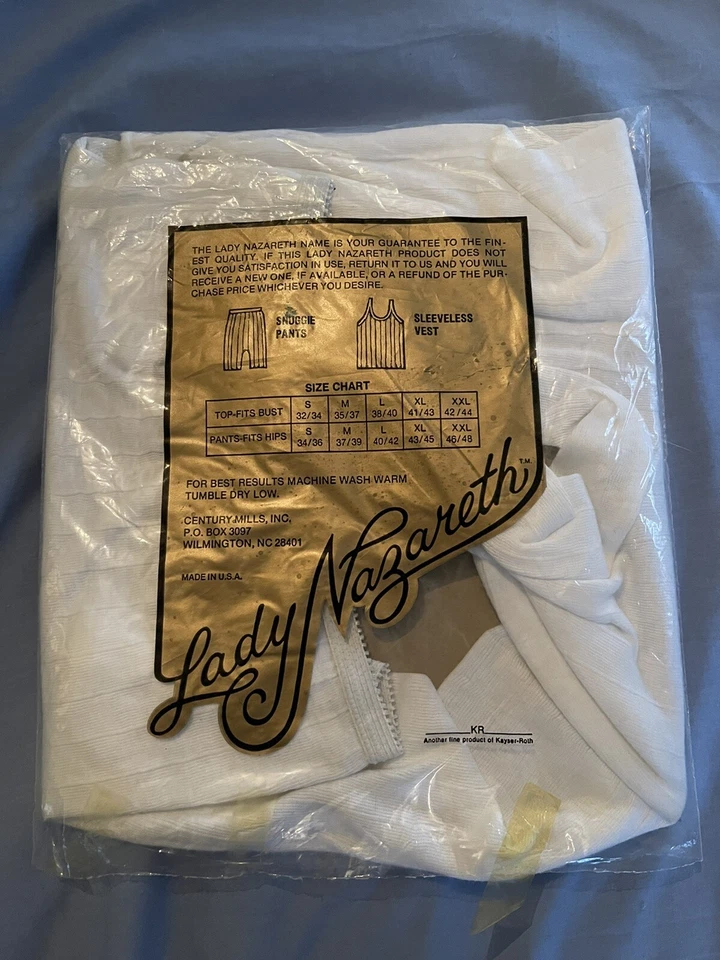 THE LADY NAZARETH NAME IS YOUR GUARANTEE TO THE FIN-
EST QUALITY. IF THIS LADY NAZARETH PRODUCT DOES NOT
GIVE YOU SATISFACTION IN USE, RETURN IT TO US AND YOU WILL
RECEIVE A NEW ONE, IF AVAILABLE, OR A REFUND OF THE PUR-
CHASE PRICE WHICHEVER YOU DESIRE.
SNUGGIE
PANTS
SLEEVELESS
VEST
SIZE CHART
TOP-FITS BUST S 32/34 M 35/37 L 38/40 XL 41/43 XXL 42/44
PANTS-FITS HIPS S 34/36 M 37/39 L 40/42 XL 43/45 XXL 46/48
FOR BEST RESULTS MACHINE WASH WARM
TUMBLE DRY LOW.
CENTURY MILLS, INC.
P.O. BOX 3097
WILMINGTON, NC 28401
MADE IN U.S.A.
Lady Nazareth T.M.
KR
Another fine product of Kayser-Roth